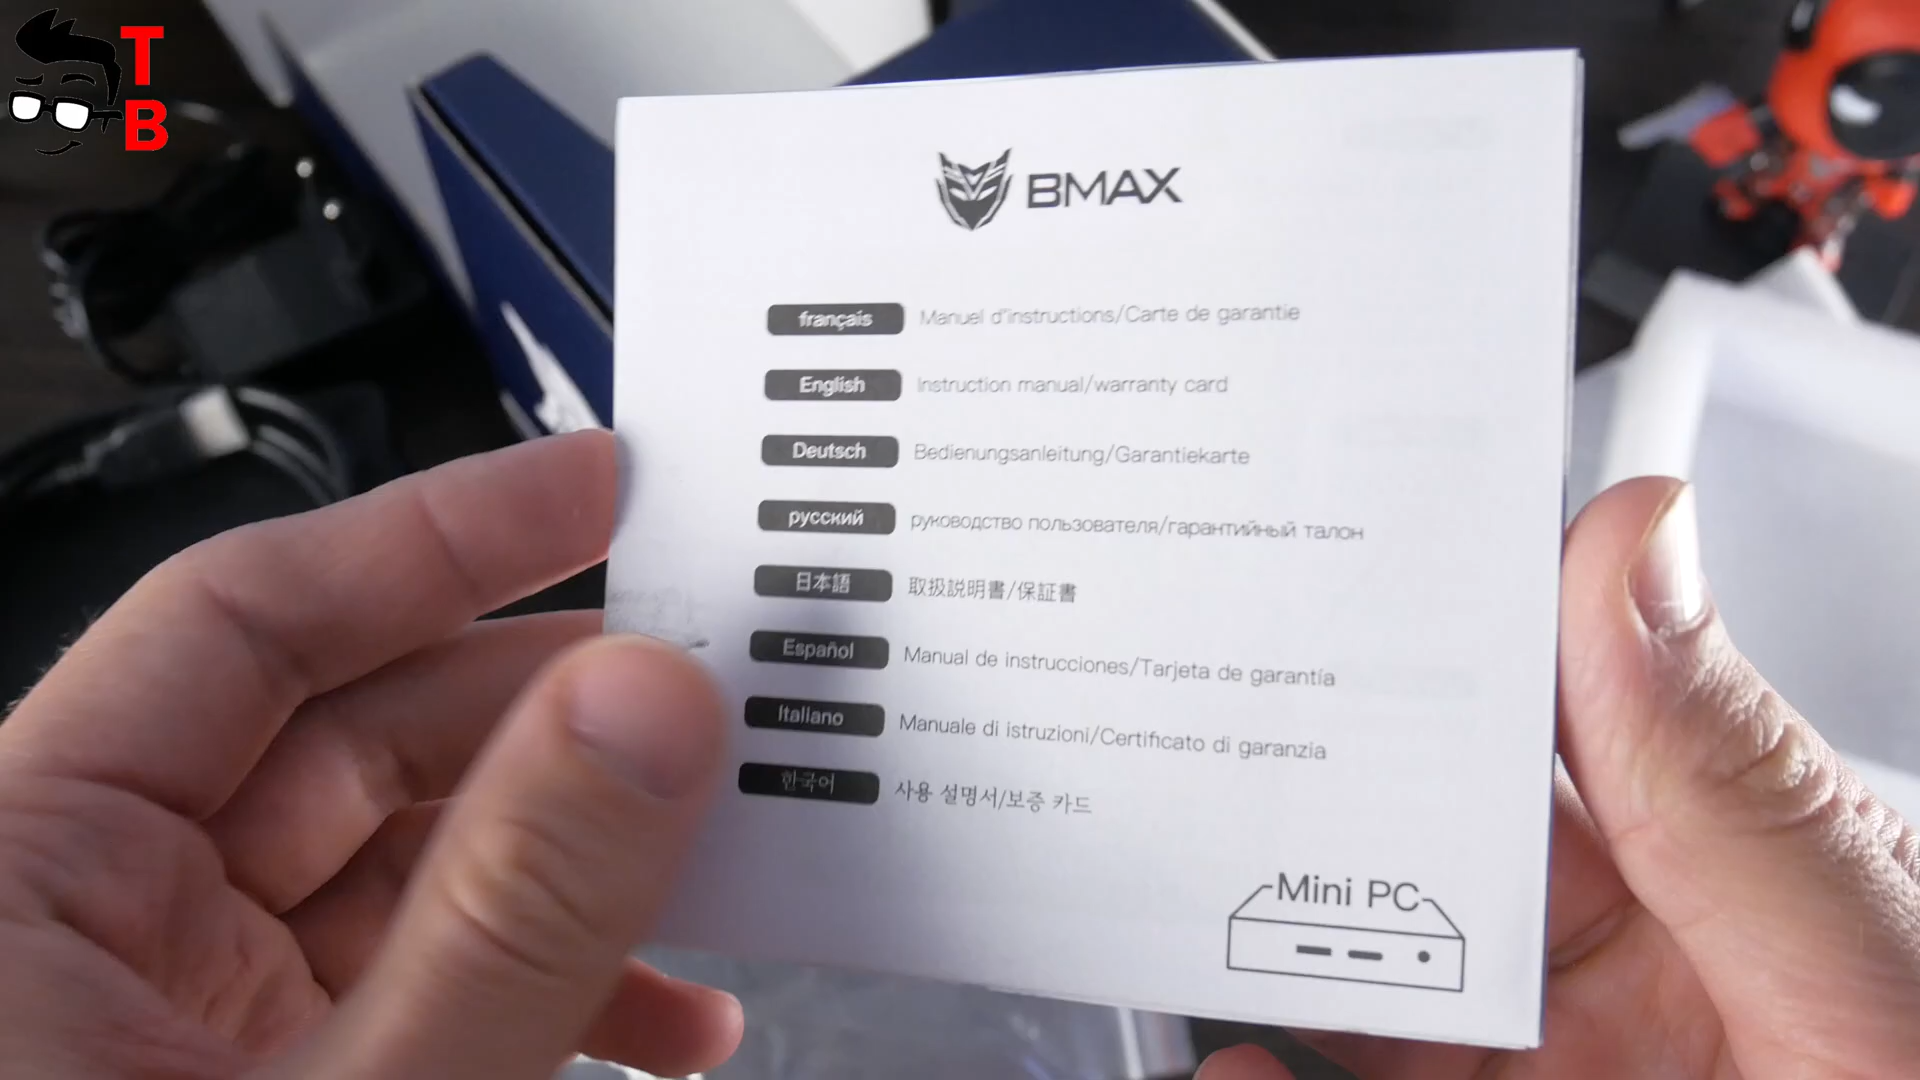 T
B
BMAX
français Manuel d'instructions/Carte de garantie
English Instruction manual/warranty card
Deutsch Bedienungsanleitung/Garantiekarte
русский руководство пользователя/гарантийный талон
日本語 取扱説明書/保証書
Español Manual de instrucciones/Tarjeta de garantía
Italiano Manuale di istruzioni/Certificato di garanzia
한국어 사용 설명서/보증 카드
Mini PC